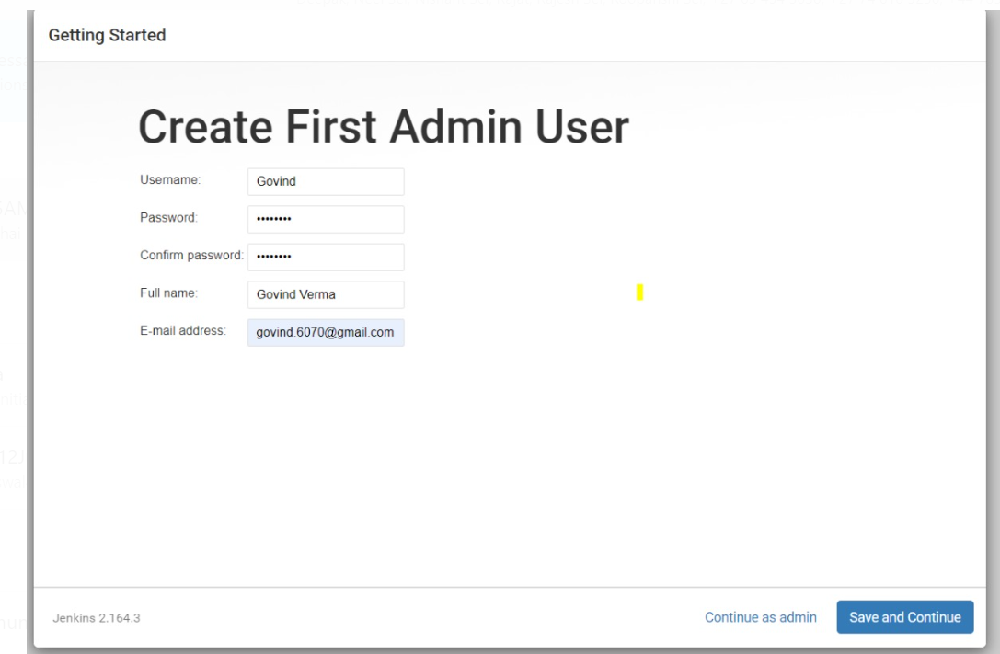 Getting Started
Create First Admin User
Username: Govind
Password: ••••••••
Confirm password: ••••••••
Full name: Govind Verma
E-mail address: govind.6070@gmail.com
Jenkins 2.164.3 Continue as admin Save and Continue